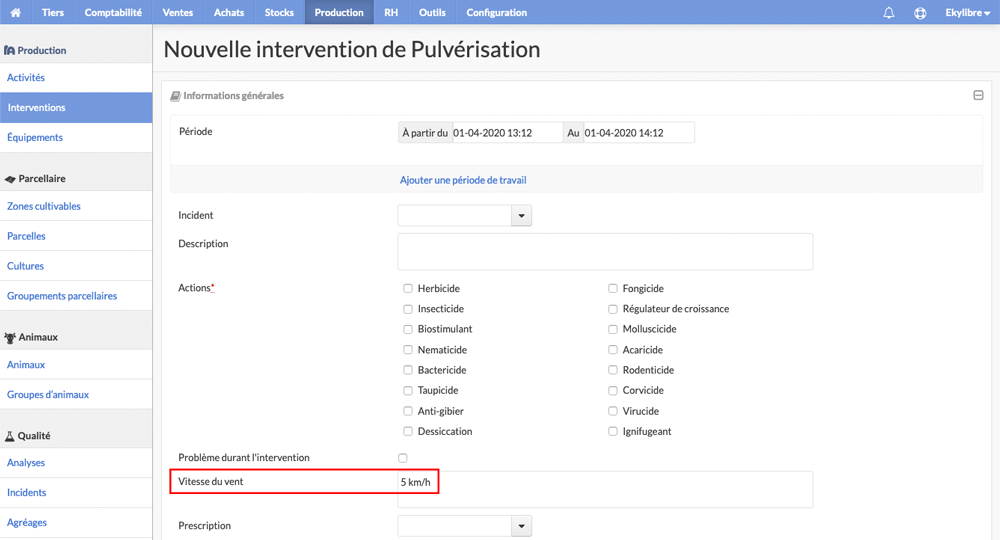 Tiers Comptabilité Ventes Achats Stocks Production RH Outils Configuration Ekylibre
Production
Activités
Interventions
Équipements
Parcellaire
Zones cultivables
Parcelles
Cultures
Groupements parcellaires
Animaux
Animaux
Groupes d'animaux
Qualité
Analyses
Incidents
Agréages
Nouvelle intervention de Pulvérisation
Informations générales
Période À partir du 01-04-2020 13:12 Au 01-04-2020 14:12
Ajouter une période de travail
Incident
Description
Actions*
Herbicide Fongicide
Insecticide Régulateur de croissance
Biostimulant Molluscicide
Nematicide Acaricide
Bactericide Rodenticide
Taupicide Corvicide
Anti-gibier Virucide
Dessiccation Ignifugeant
Problème durant l'intervention
Vitesse du vent 5 km/h
Prescription